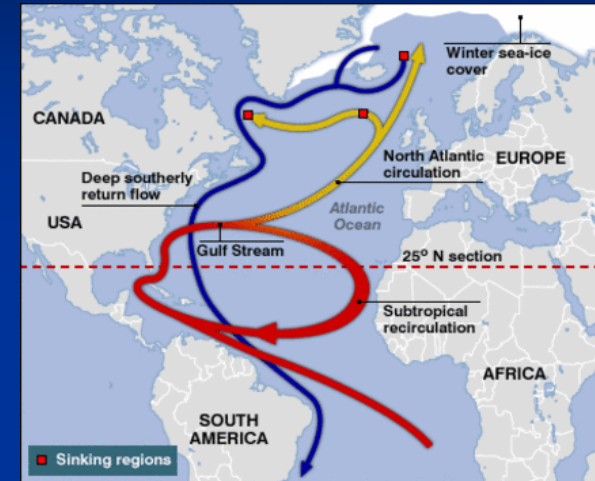 Winter sea-ice
cover
CANADA
North Atlantic
circulation
EUROPE
Deep southerly
return flow
Atlantic
Ocean
USA
Gulf Stream
25º N section
Subtropical
recirculation
AFRICA
SOUTH
AMERICA
Sinking regions